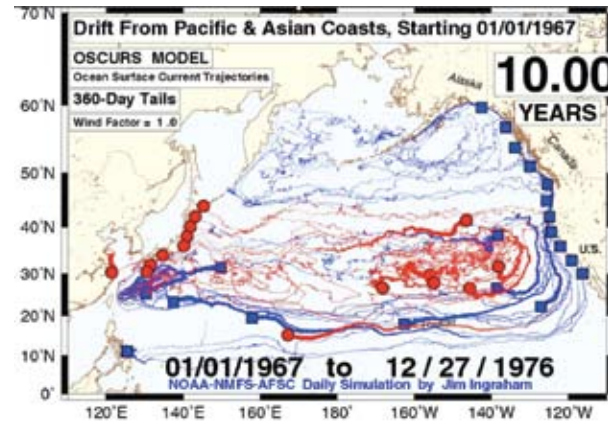 70˚N
Drift From Pacific & Asian Coasts, Starting 01/01/1967
OSCURS MODEL
Ocean Surface Current Trajectories
360-Day Tails
Wind Factor = 1.0
10.00
YEARS
Alaska
Canada
U.S.
60˚N
50˚N
40˚N
30˚N
20˚N
10˚N
0˚
01/01/1967 to 12 / 27 / 1976
NOAA-NMFS-AFSC Daily Simulation by Jim Ingraham
120˚E 140˚E 160˚E 180˚ 160˚W 140˚W 120˚W